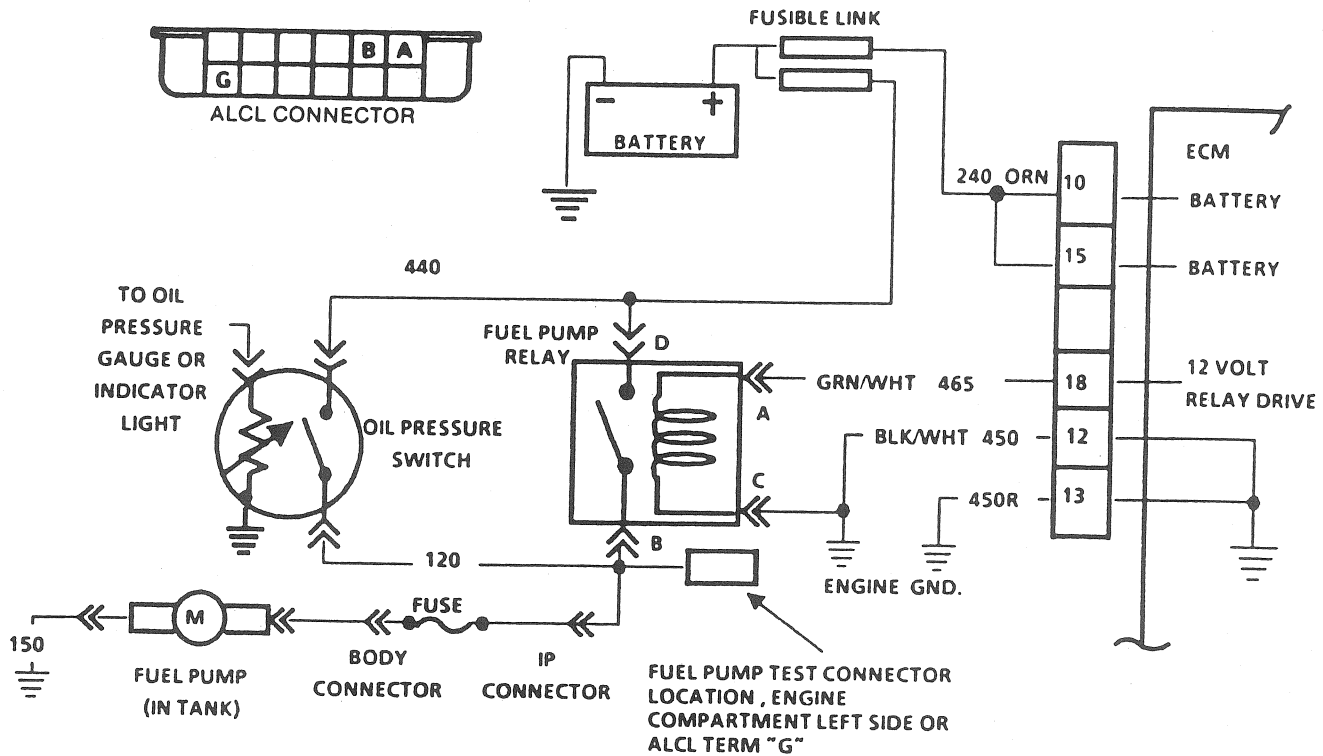 FUSIBLE LINK
B A
G
ALCL CONNECTOR
− +
BATTERY
ECM
240 ORN 10
BATTERY
15
BATTERY
440
TO OIL
PRESSURE
GAUGE OR
INDICATOR
LIGHT
FUEL PUMP
RELAY
D
GRN/WHT 465
18
12 VOLT
RELAY DRIVE
A
OIL PRESSURE
SWITCH
BLK/WHT 450
12
C
450R
13
B
120
ENGINE GND.
FUSE
M
150
FUEL PUMP
(IN TANK)
BODY
CONNECTOR
IP
CONNECTOR
FUEL PUMP TEST CONNECTOR
LOCATION , ENGINE
COMPARTMENT LEFT SIDE OR
ALCL TERM "G"